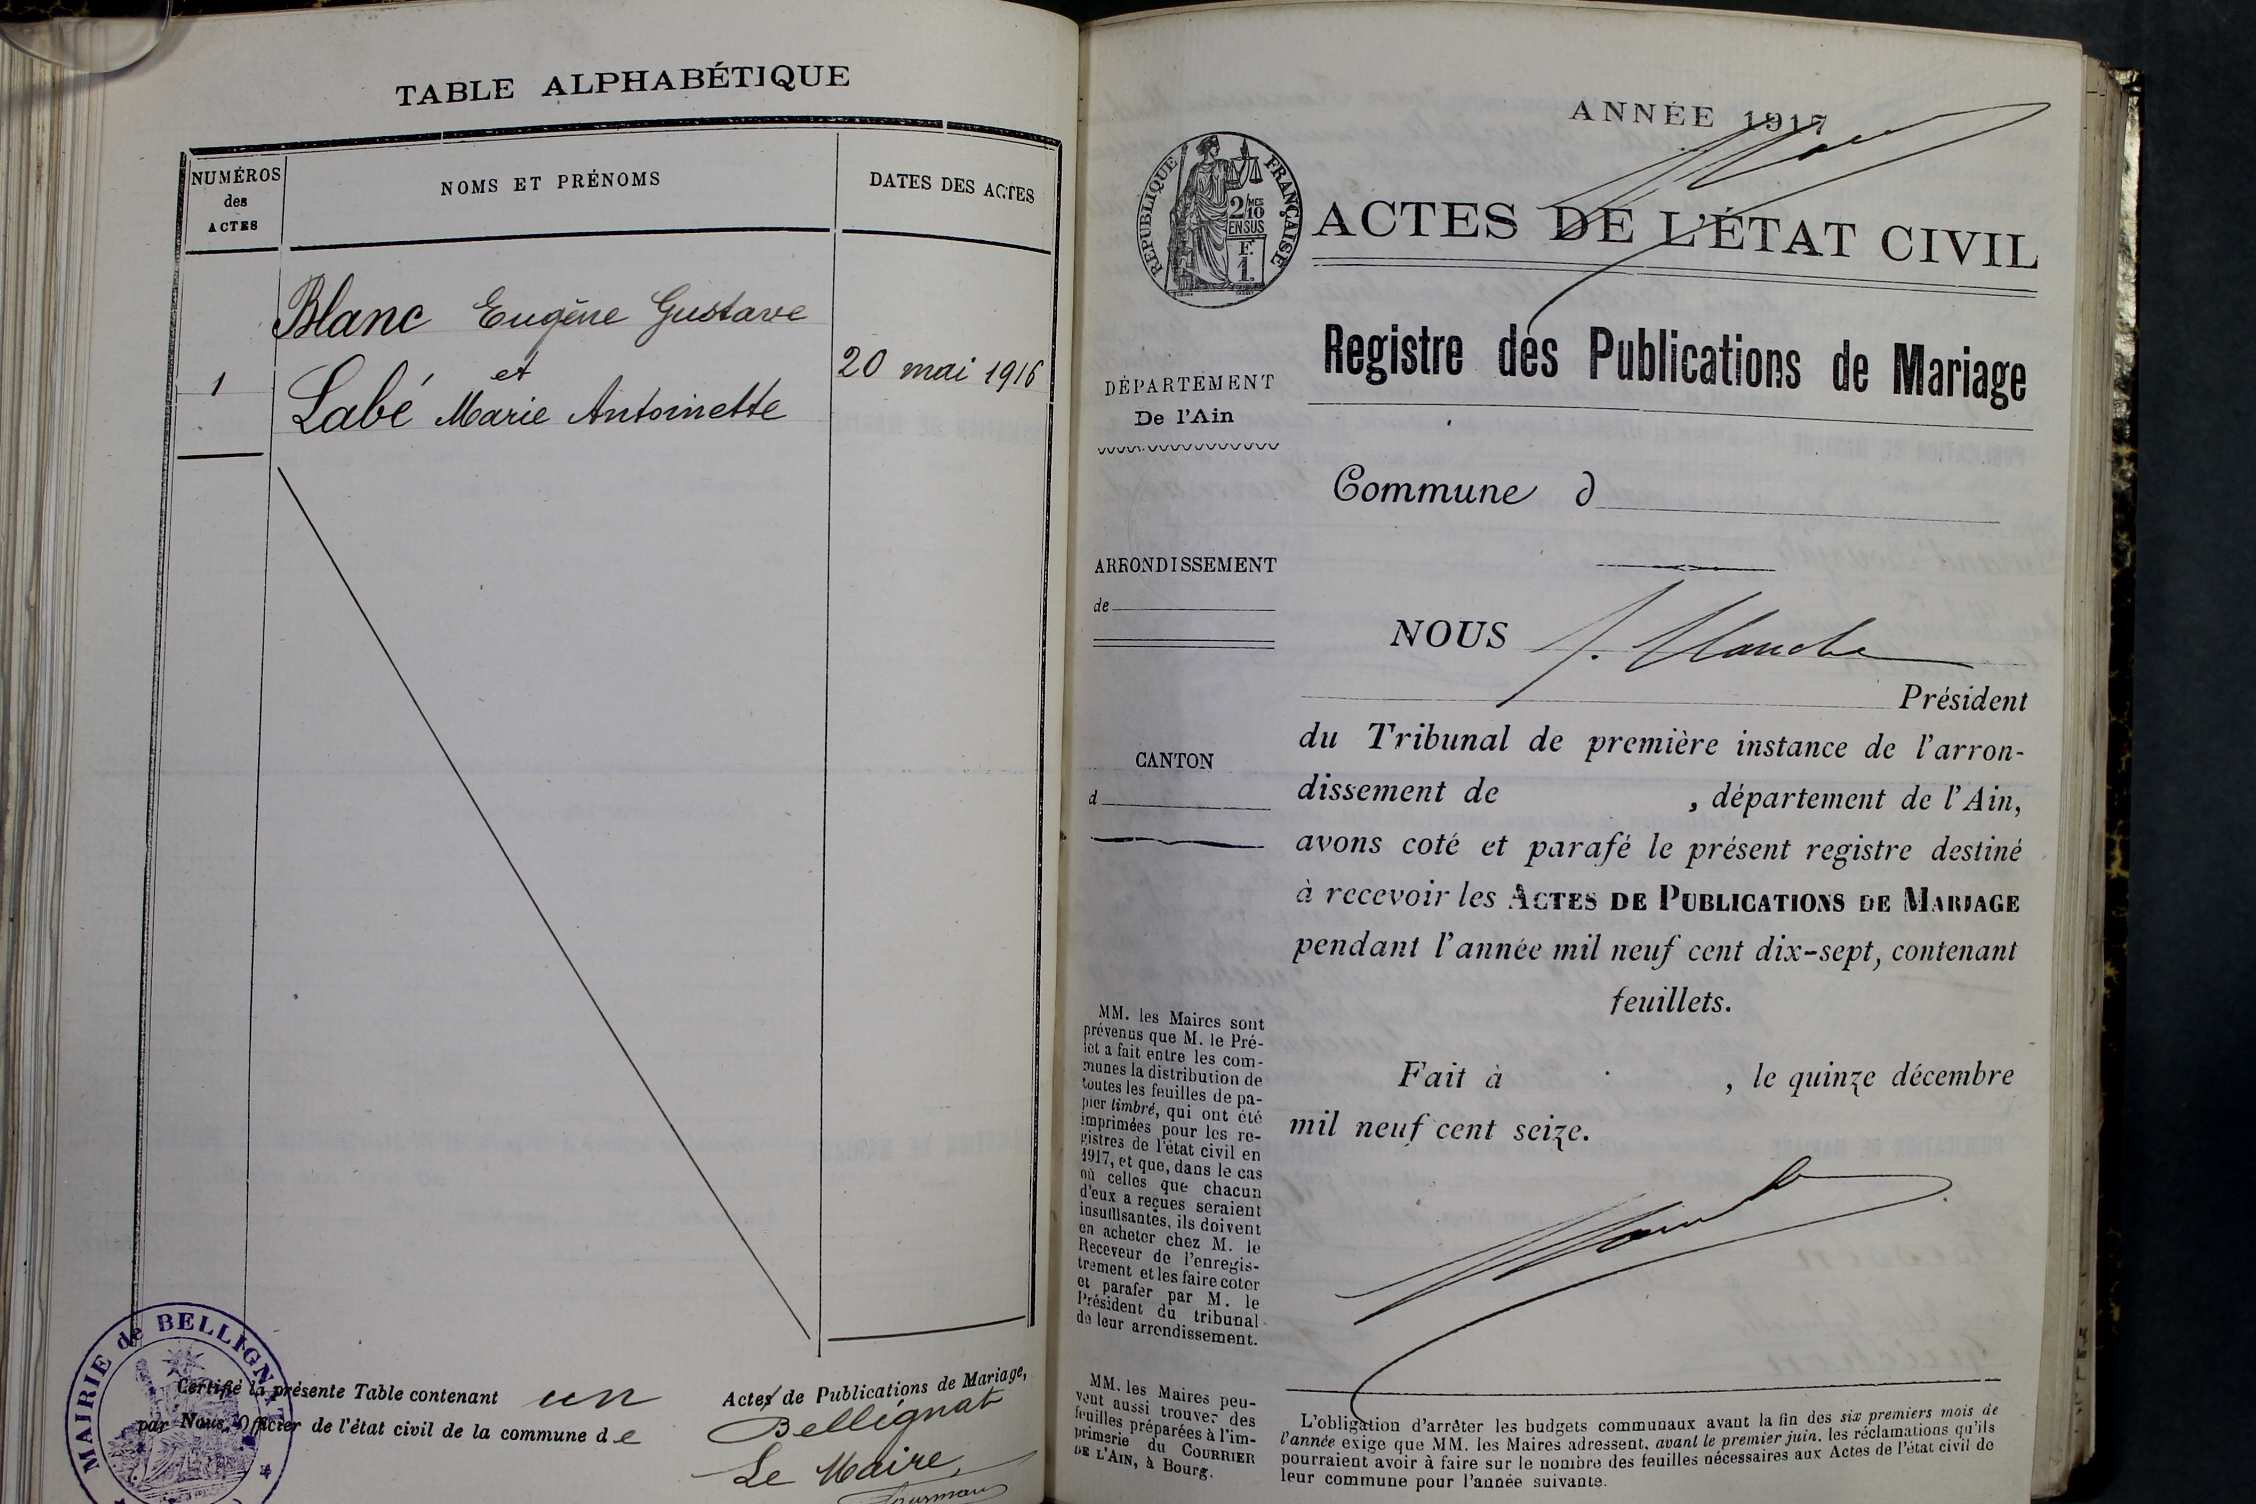 TABLE ALPHABÉTIQUE
NUMÉROS
des
ACTES
NOMS ET PRÉNOMS
DATES DES ACTES
Blanc Eugène Gustave
et
1
20 mai 1916
Labé Marie Antoinette
MAIRIE de BELLIGNAT
Certifié la présente Table contenant un Actes de Publications de Mariage,
par Nous, Officier de l'état civil de la commune de Bellignat
Le Maire,
ANNÉE 1917
RÉPUBLIQUE FRANÇAISE
2/10
MES
EN SUS
F.
1.
ACTES DE L'ÉTAT CIVIL
Registre des Publications de Mariage
DÉPARTEMENT
De l'Ain
Commune d
ARRONDISSEMENT
de
NOUS
Président
du Tribunal de première instance de l'arron-
CANTON
d
dissement de , département de l'Ain,
avons coté et parafé le présent registre destiné
à recevoir les ACTES DE PUBLICATIONS DE MARIAGE
pendant l'année mil neuf cent dix-sept, contenant
feuillets.
Fait à , le quinze décembre
mil neuf cent seize.
MM. les Maires sont
prévenus que M. le Pré-
fet a fait entre les com-
munes la distribution de
toutes les feuilles de pa-
pier timbré, qui ont été
imprimées pour les re-
gistres de l'état civil en
1917, et que, dans le cas
où celles que chacun
d'eux a reçues seraient
insuffisantes, ils doivent
en acheter chez M. le
Receveur de l'enregis-
trement et les faire coter
et parafer par M. le
Président du tribunal
de leur arrondissement.
MM. les Maires peu-
vent aussi trouver des
feuilles préparées à l'im-
primerie du COURRIER
DE L'AIN, à Bourg.
L'obligation d'arrêter les budgets communaux avant la fin des six premiers mois de
l'année exige que MM. les Maires adressent, avant le premier juin, les réclamations qu'ils
pourraient avoir à faire sur le nombre des feuilles nécessaires aux Actes de l'état civil de
leur commune pour l'année suivante.